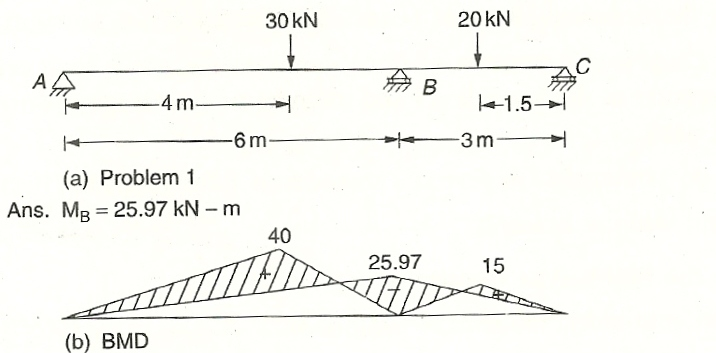 30 kN 20 kN
A B C
4 m 1.5
6 m 3 m
(a) Problem 1
Ans. M_B = 25.97 kN – m
40
25.97 15
+ – +
(b) BMD